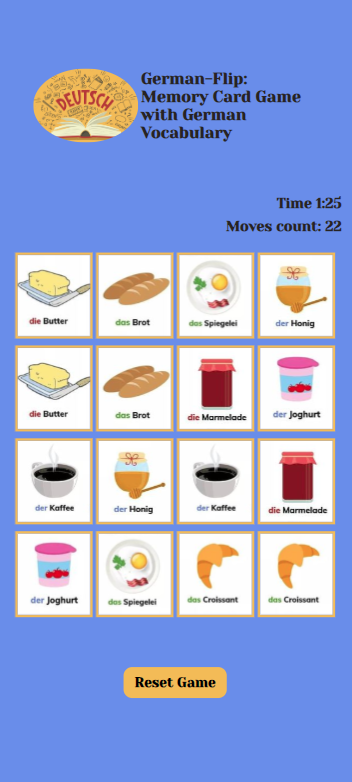 DEUTSCH
German-Flip:
Memory Card Game
with German
Vocabulary
Time 1:25
Moves count: 22
die Butter
das Brot
das Spiegelei
der Honig
die Butter
das Brot
die Marmelade
der Joghurt
der Kaffee
der Honig
der Kaffee
die Marmelade
der Joghurt
das Spiegelei
das Croissant
das Croissant
Reset Game